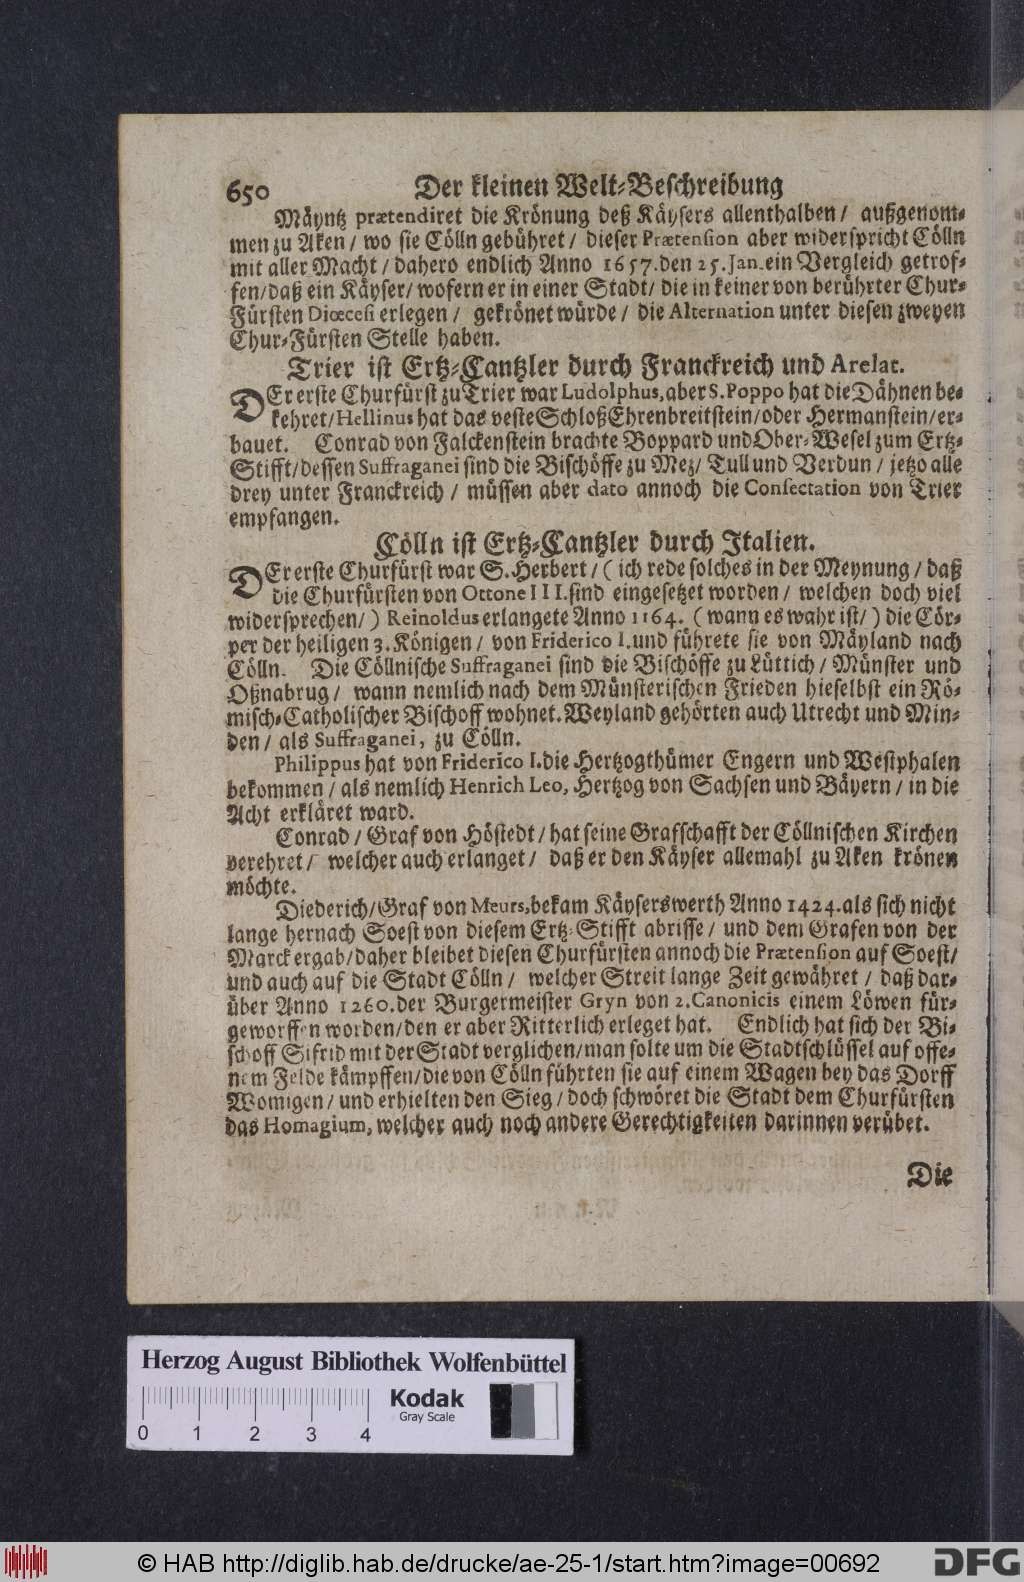 650 Der kleinen Welt-Beschreibung
Mäyntz prætendiret die Krönung deß Käysers allenthalben / außgenom-
men zu Aken / wo sie Cölln gebühret / dieser Prætension aber widerspricht Cölln
mit aller Macht / dahero endlich Anno 1657. den 25. Jan. ein Vergleich getrof-
fen / daß ein Käyser / wofern er in einer Stadt / die in keiner von berührter Chur-
Fürsten Diœcesi erlegen / gekrönet würde / die Alternation unter diesen zweyen
Chur-Fürsten Stelle haben.
Trier ist Ertz-Cantzler durch Franckreich und Arelat.
DEr erste Churfürst zu Trier war Ludolphus, aber S. Poppo hat die Dähnen be-
kehret / Hellinus hat das veste Schloß Ehrenbreitstein / oder Hermanstein / er-
bauet. Conrad von Falckenstein brachte Boppard und Ober-Wesel zum Ertz-
Stifft / dessen Suffraganei sind die Bischöffe zu Mez / Tull und Verdun / jetzo alle
drey unter Franckreich / müssen aber dato annoch die Consectation von Trier
empfangen.
Cölln ist Ertz-Cantzler durch Italien.
DEr erste Churfürst war S. Herbert / ( ich rede solches in der Meynung / daß
die Churfürsten von Ottone III. sind eingesetzet worden / welchen doch viel
widersprechen / ) Reinoldus erlangete Anno 1164. ( wann es wahr ist / ) die Cör-
per der heiligen 3. Königen / von Friderico I. und führete sie von Mäyland nach
Cölln. Die Cöllnische Suffraganei sind die Bischöffe zu Lüttich / Münster und
Oßnabrug / wann nemlich nach dem Münsterischen Frieden hieselbst ein Rö-
misch-Catholischer Bischoff wohnet. Weyland gehörten auch Utrecht und Min-
den / als Suffraganei, zu Cölln.
Philippus hat von Friderico I. die Hertzogthümer Engern und Westphalen
bekommen / als nemlich Henrich Leo, Hertzog von Sachsen und Bäyern / in die
Acht erkläret ward.
Conrad / Graf von Höstedt / hat seine Grafschafft der Cöllnischen Kirchen
verehret / welcher auch erlanget / daß er den Käyser allemahl zu Aken krönen
möchte.
Diederich / Graf von Meurs, bekam Käyserswerth Anno 1424. als sich nicht
lange hernach Soest von diesem Ertz-Stifft abrisse / und dem Grafen von der
Marck ergab / daher bleibet diesen Churfürsten annoch die Prætension auf Soest /
und auch auf die Stadt Cölln / welcher Streit lange Zeit gewähret / daß dar-
über Anno 1260. der Burgermeister Gryn von 2. Canonicis einem Löwen für-
geworffen worden / den er aber Ritterlich erleget hat. Endlich hat sich der Bi-
schoff Sifrid mit der Stadt verglichen / man solte um die Stadtschlüssel auf offe-
nem Felde kämpffen / die von Cölln führten sie auf einem Wagen bey das Dorff
Womigen / und erhielten den Sieg / doch schwöret die Stadt dem Churfürsten
das Homagium, welcher auch noch andere Gerechtigkeiten darinnen verübet.
Die
Herzog August Bibliothek Wolfenbüttel
Kodak
Gray Scale
0 1 2 3 4
© HAB http://diglib.hab.de/drucke/ae-25-1/start.htm?image=00692
DFG